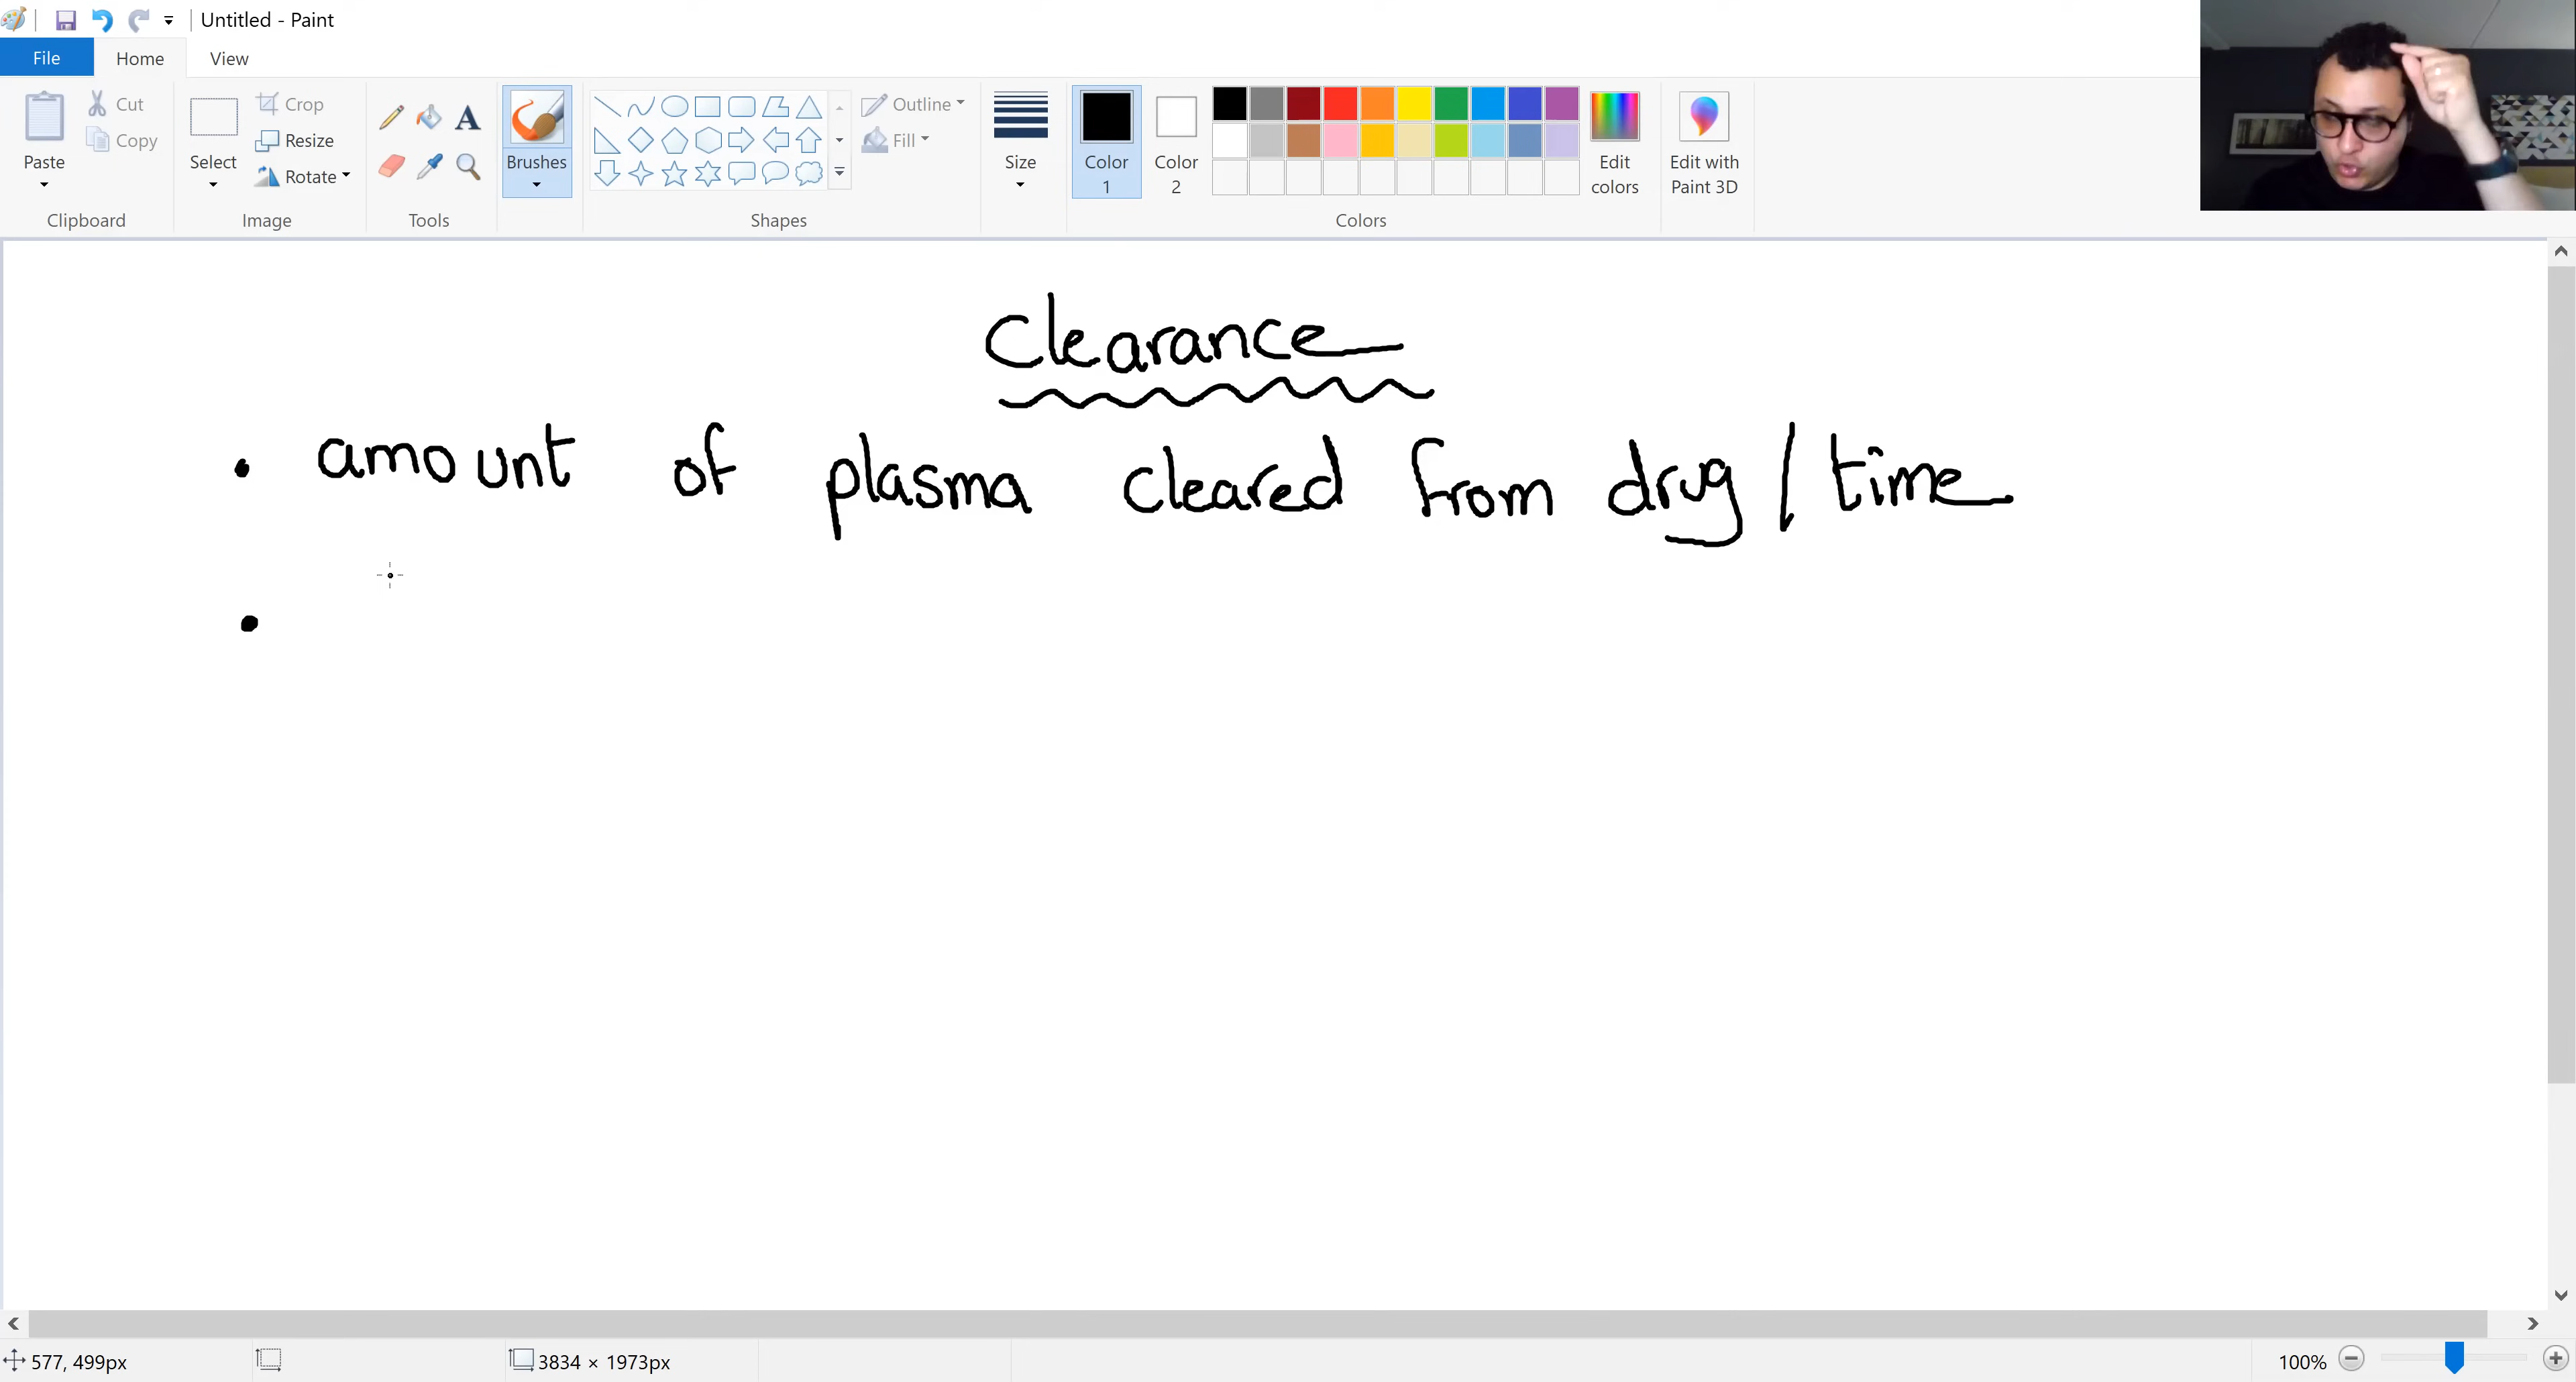 Untitled - Paint
File Home View
Paste
Cut
Copy
Clipboard
Select
Crop
Resize
Rotate
Image
Tools
Brushes
Shapes
Outline
Fill
Size
Color 1
Color 2
Colors
Edit colors
Edit with Paint 3D
Clearance
• amount of plasma cleared from drug / time
•
577, 499px
3834 × 1973px
100%